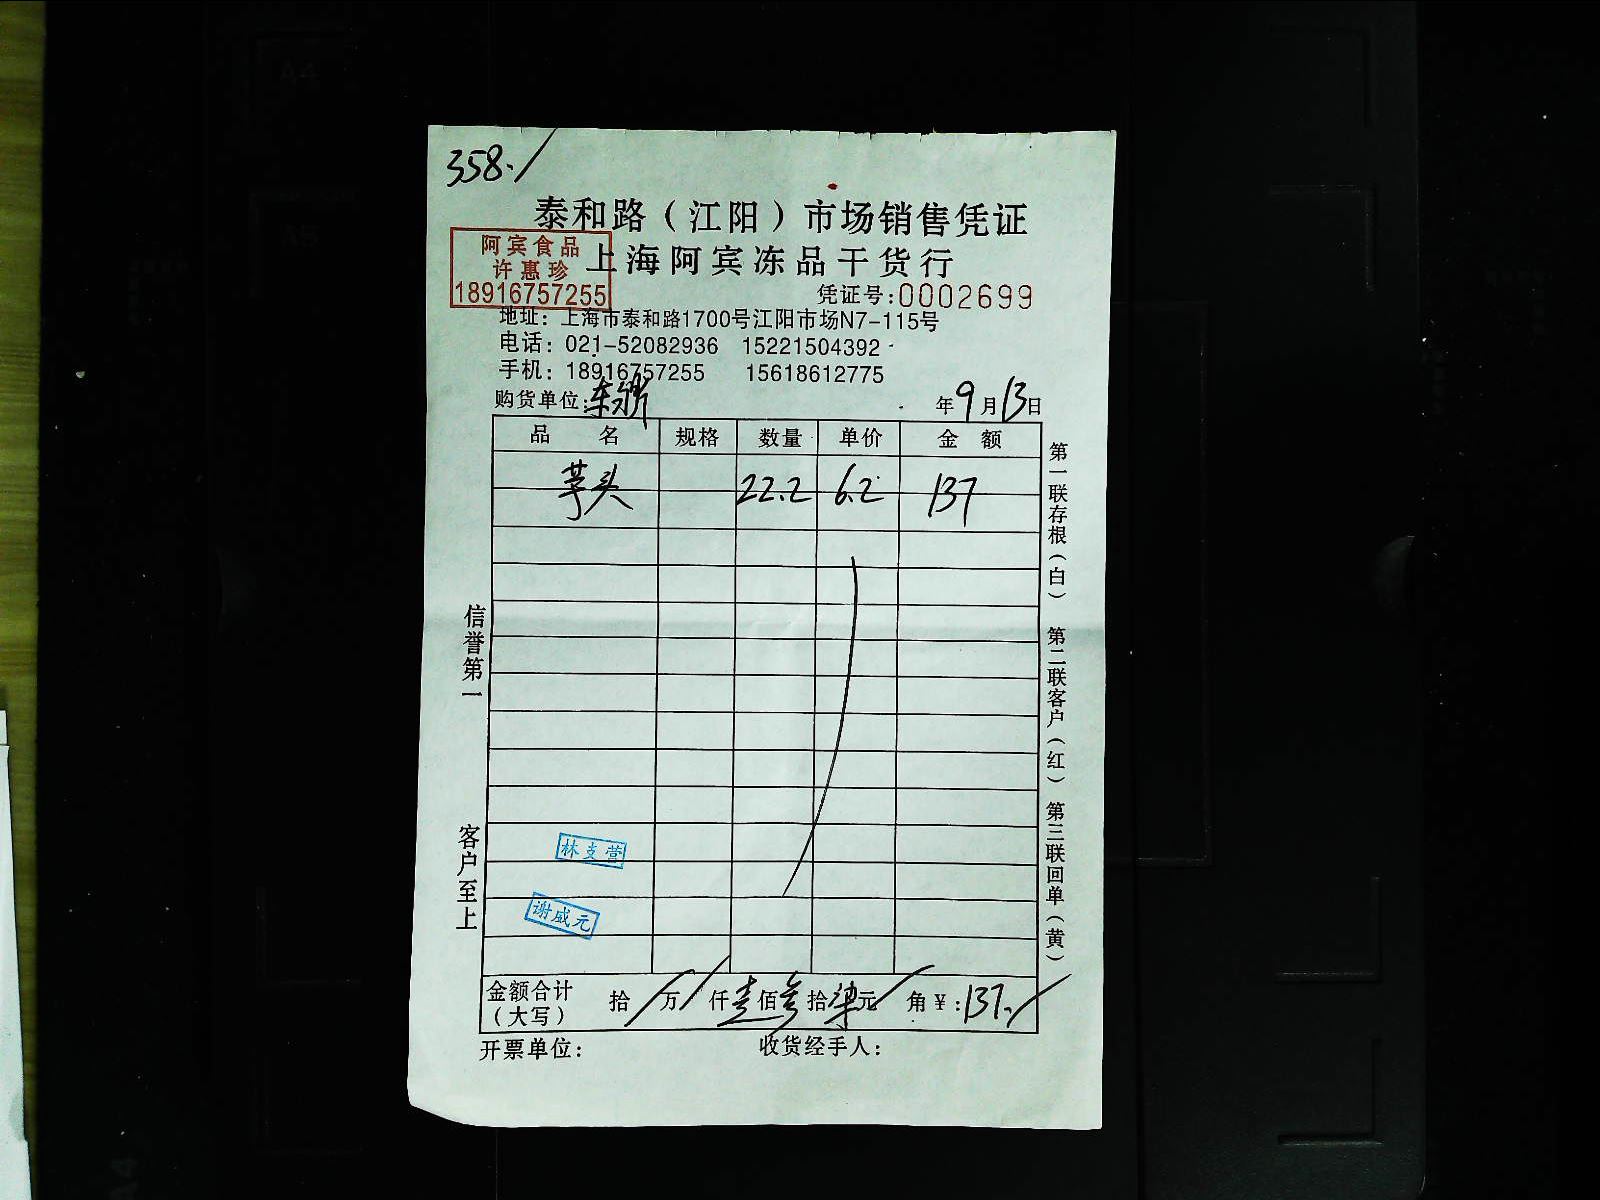 358.
泰和路（江阳）市场销售凭证
阿宾食品
许惠珍
18916757255
上海阿宾冻品干货行
凭证号:0002699
地址：上海市泰和路1700号江阳市场N7-115号
电话：021-52082936 15221504392
手机：18916757255 15618612775
购货单位: 年9月13日
品 名 规格 数量 单价 金 额
芋头 22.2 6.2 137
第一联存根（白） 第二联客户（红） 第三联回单（黄）
信誉第一 客户至上
林支营
谢威元
金额合计（大写） 拾 万 仟壹佰叁拾柒元 角¥:137.
开票单位： 收货经手人：
A4
A5